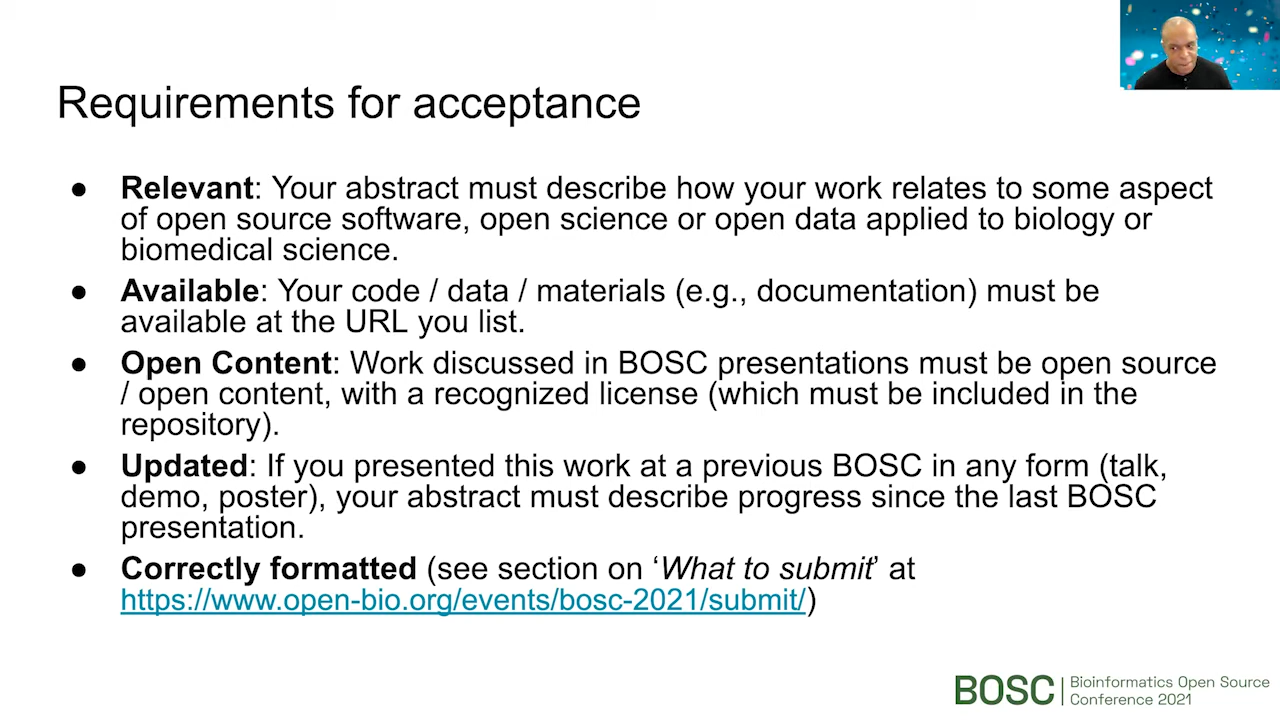 Requirements for acceptance
● Relevant: Your abstract must describe how your work relates to some aspect
of open source software, open science or open data applied to biology or
biomedical science.
● Available: Your code / data / materials (e.g., documentation) must be
available at the URL you list.
● Open Content: Work discussed in BOSC presentations must be open source
/ open content, with a recognized license (which must be included in the
repository).
● Updated: If you presented this work at a previous BOSC in any form (talk,
demo, poster), your abstract must describe progress since the last BOSC
presentation.
● Correctly formatted (see section on ‘What to submit’ at
https://www.open-bio.org/events/bosc-2021/submit/)
BOSC | Bioinformatics Open Source
Conference 2021